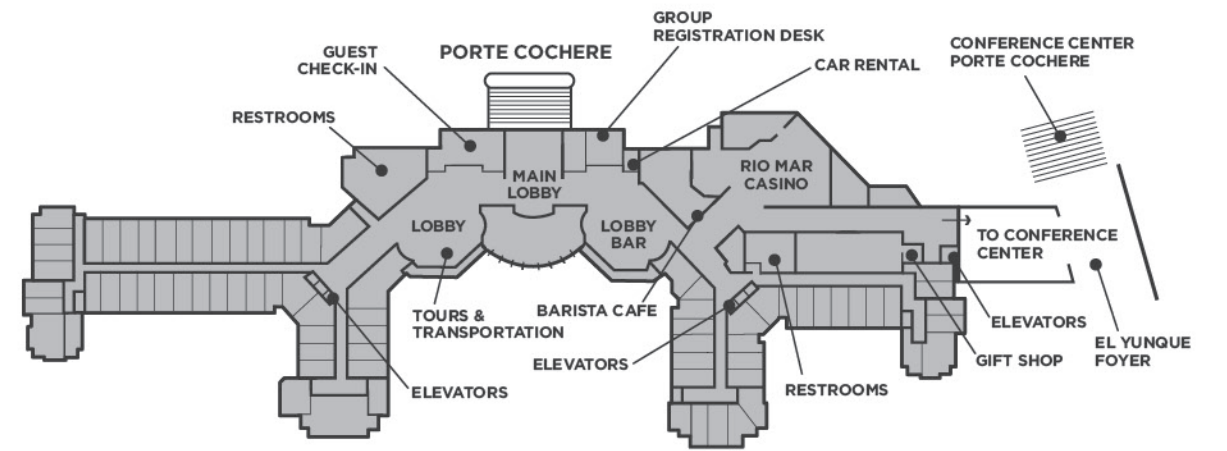 GROUP
REGISTRATION DESK
GUEST
CHECK-IN
PORTE COCHERE
CONFERENCE CENTER
PORTE COCHERE
CAR RENTAL
RESTROOMS
MAIN
LOBBY
RIO MAR
CASINO
LOBBY
LOBBY
BAR
TO CONFERENCE
CENTER
TOURS &
TRANSPORTATION
BARISTA CAFE
ELEVATORS
EL YUNQUE
FOYER
GIFT SHOP
ELEVATORS
ELEVATORS
RESTROOMS